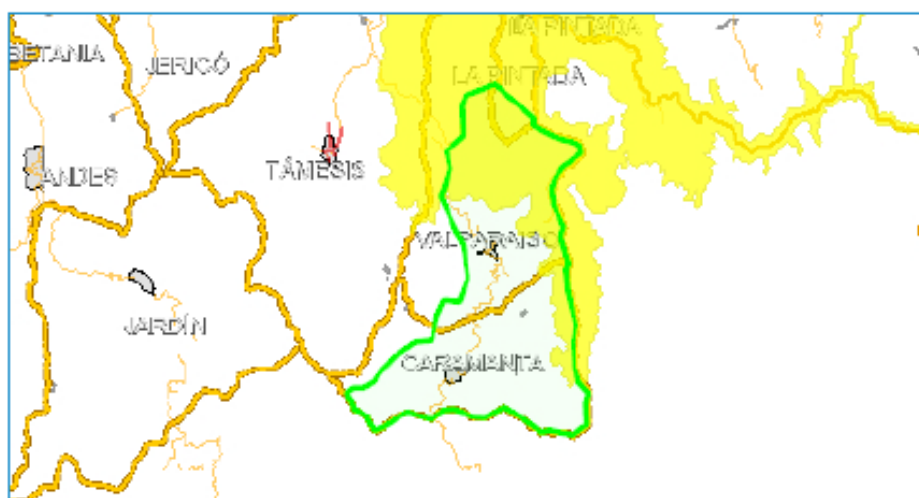 LA PINTADA
BETANIA
JERICÓ
LA PINTADA
ANDES
TÁMESIS
VALPARAISO
JARDÍN
CARAMANTA